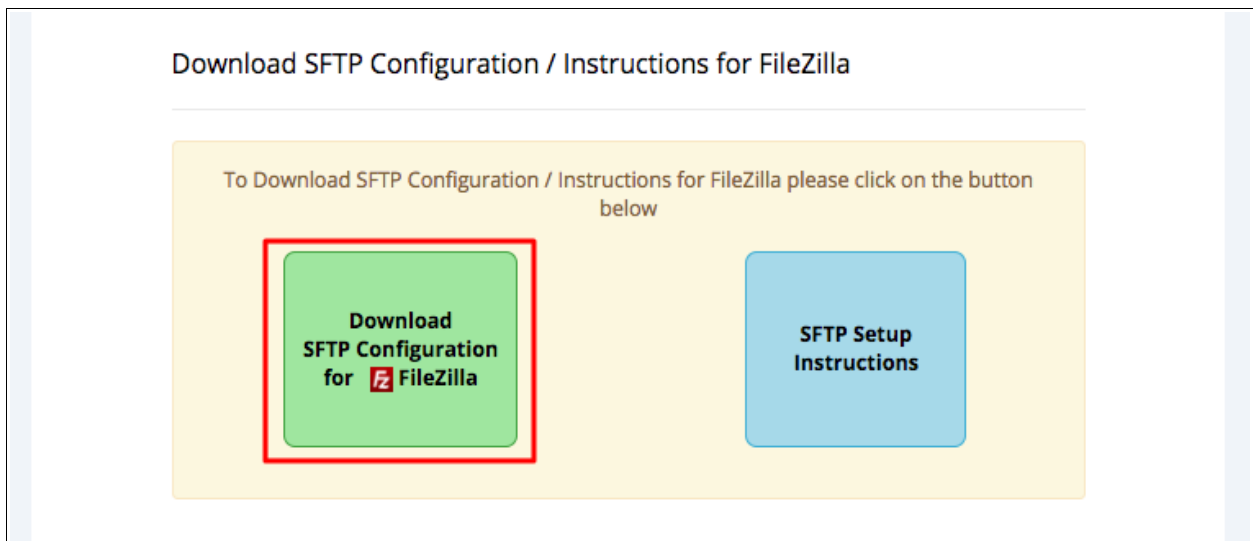 Download SFTP Configuration / Instructions for FileZilla
To Download SFTP Configuration / Instructions for FileZilla please click on the button
below
Download
SFTP Configuration
for Fz FileZilla
SFTP Setup
Instructions